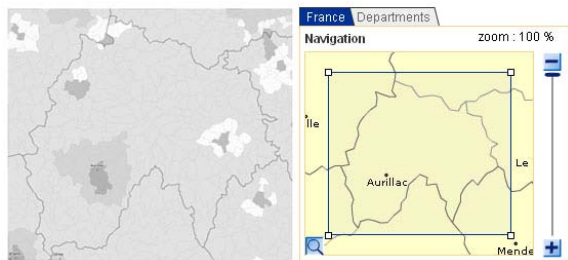 France Departments
Navigation zoom : 100 %
lle
Aurillac
Le
Mende